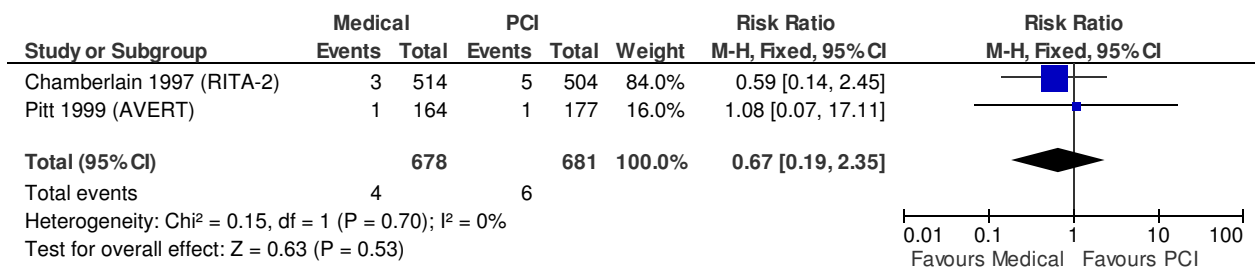 Medical PCI Risk Ratio Risk Ratio
Study or Subgroup Events Total Events Total Weight M-H, Fixed, 95% CI M-H, Fixed, 95% CI
Chamberlain 1997 (RITA-2) 3 514 5 504 84.0% 0.59 [0.14, 2.45]
Pitt 1999 (AVERT) 1 164 1 177 16.0% 1.08 [0.07, 17.11]
Total (95% CI) 678 681 100.0% 0.67 [0.19, 2.35]
Total events 4 6
Heterogeneity: Chi² = 0.15, df = 1 (P = 0.70); I² = 0%
Test for overall effect: Z = 0.63 (P = 0.53)
0.01 0.1 1 10 100
Favours Medical Favours PCI